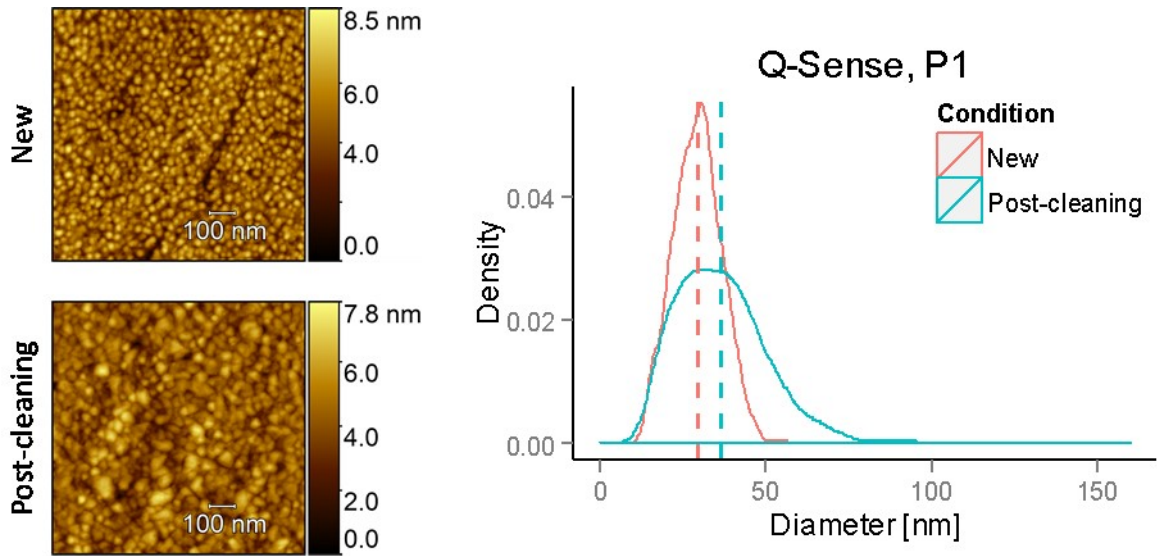 New
8.5 nm
6.0
4.0
0.0
100 nm
Post-cleaning
7.8 nm
6.0
4.0
2.0
0.0
100 nm
Q-Sense, P1
Condition
New
Post-cleaning
Density
0.04
0.02
0.00
0
50
100
150
Diameter [nm]